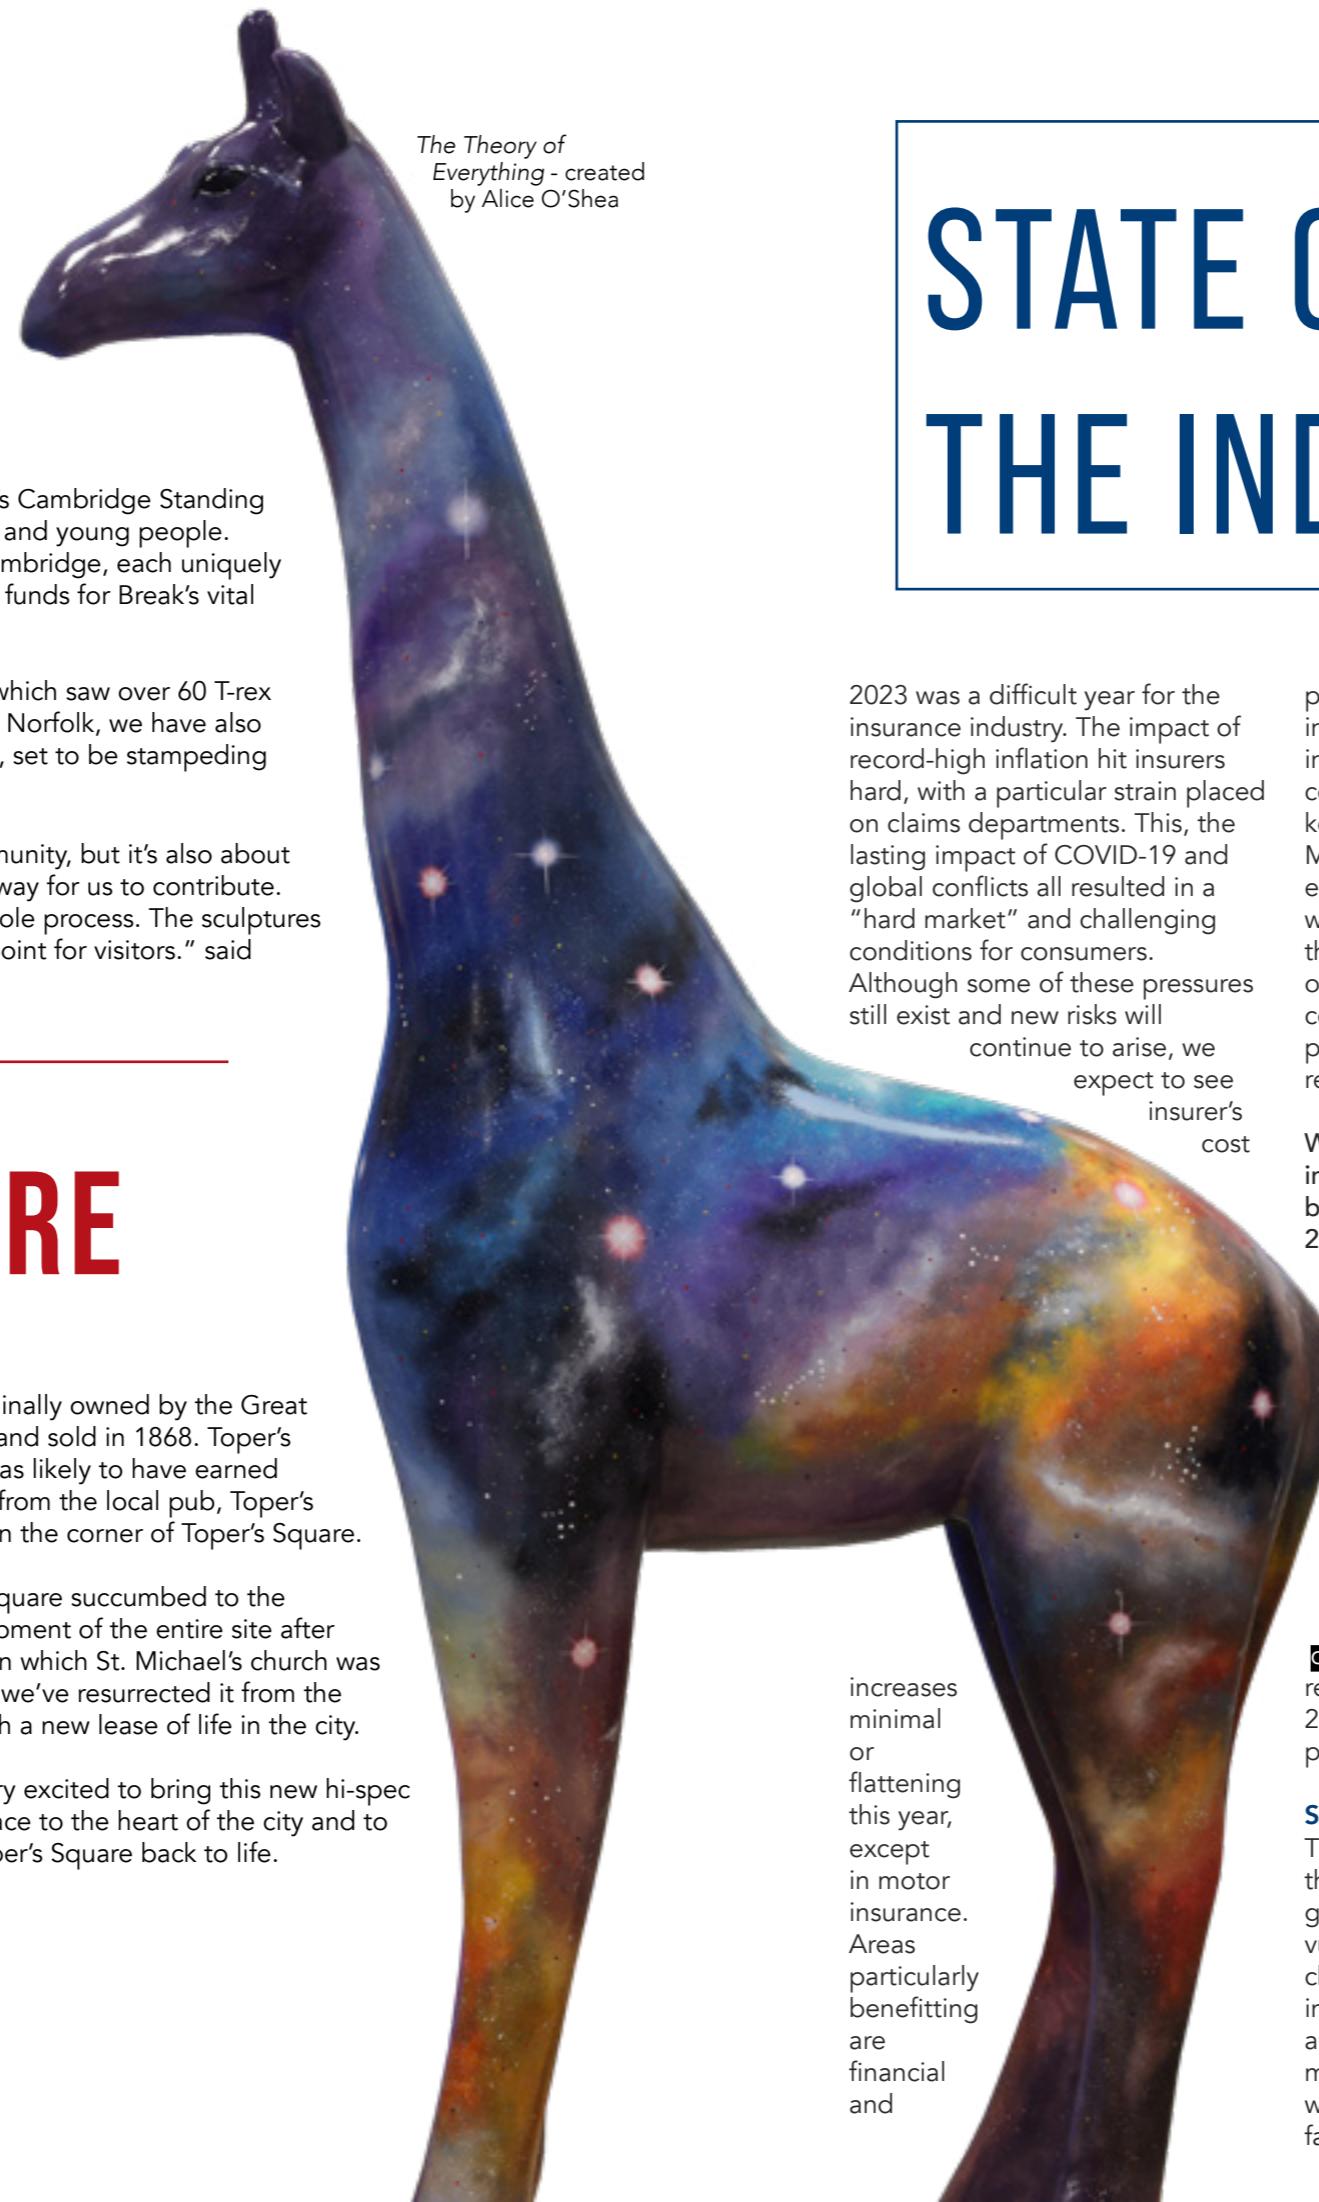 The Theory of
Everything - created
by Alice O’Shea
s Cambridge Standing
and young people.
mbridge, each uniquely
funds for Break’s vital
which saw over 60 T-rex
Norfolk, we have also
, set to be stampeding
munity, but it’s also about
way for us to contribute.
ole process. The sculptures
oint for visitors.” said
RE
inally owned by the Great
and sold in 1868. Toper’s
as likely to have earned
from the local pub, Toper’s
n the corner of Toper’s Square.
quare succumbed to the
pment of the entire site after
n which St. Michael’s church was
we’ve resurrected it from the
h a new lease of life in the city.
ry excited to bring this new hi-spec
ace to the heart of the city and to
per’s Square back to life.
STATE O
THE IND
2023 was a difficult year for the
insurance industry. The impact of
record-high inflation hit insurers
hard, with a particular strain placed
on claims departments. This, the
lasting impact of COVID-19 and
global conflicts all resulted in a
“hard market” and challenging
conditions for consumers.
Although some of these pressures
still exist and new risks will
continue to arise, we
expect to see
insurer’s
cost
increases
minimal
or
flattening
this year,
except
in motor
insurance.
Areas
particularly
benefitting
are
financial
and